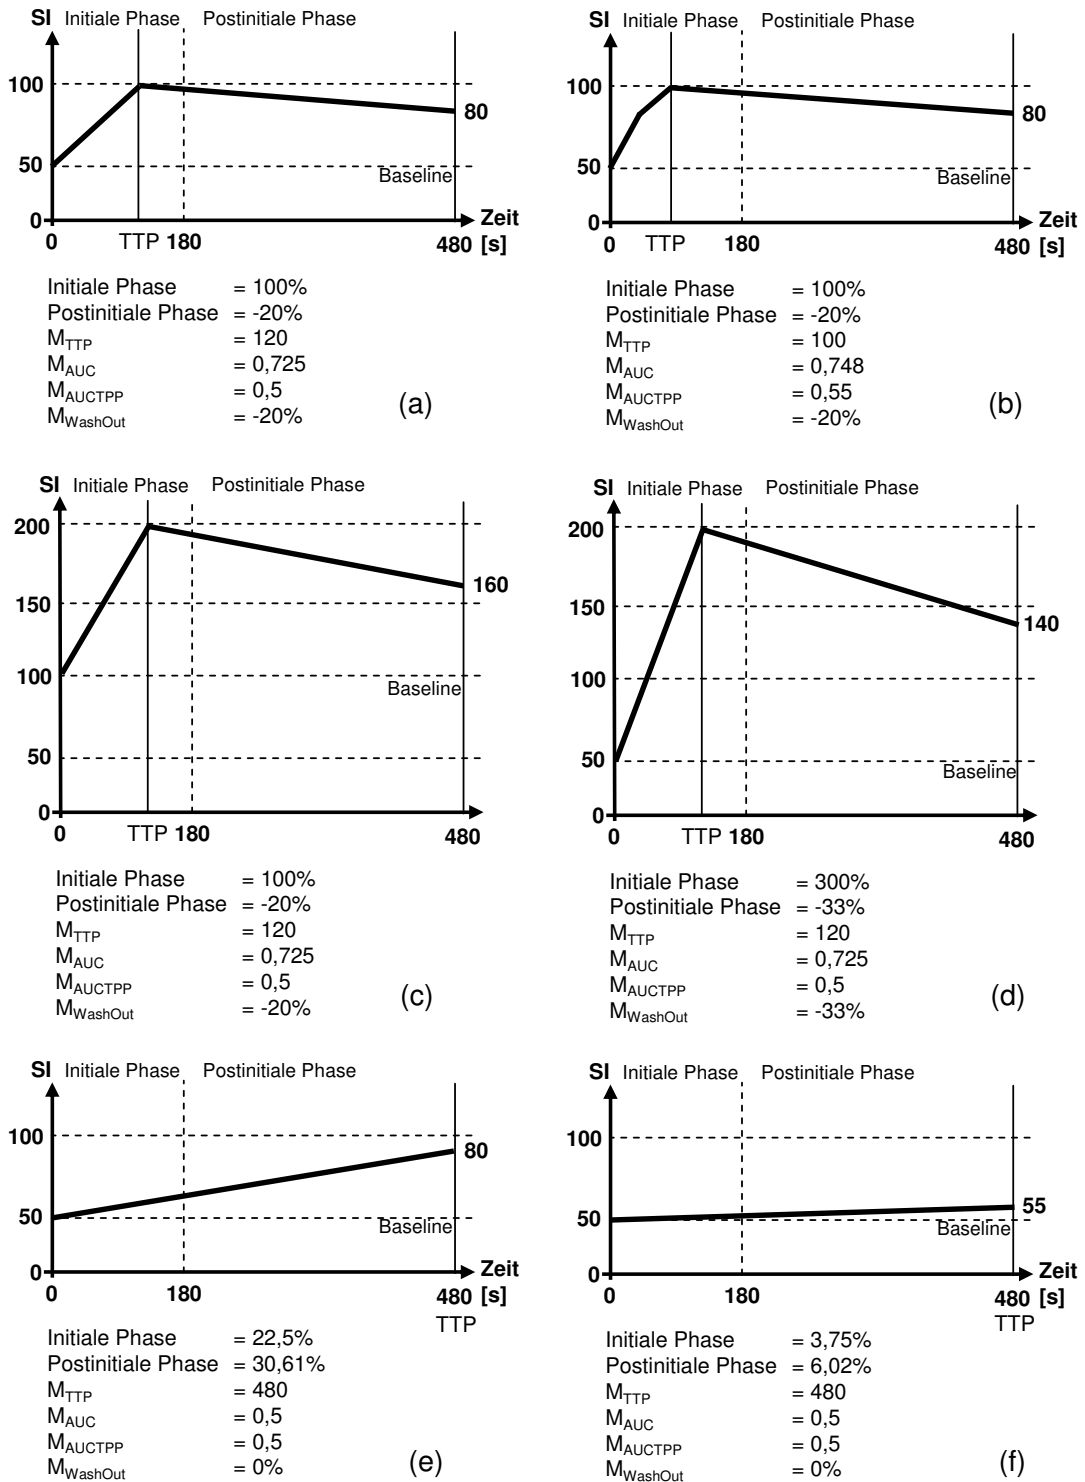 SI Initiale Phase Postinitiale Phase
100
80
50
Baseline
0
Zeit
0 TTP 180 480 [s]
Initiale Phase = 100%
Postinitiale Phase = -20%
MTTP = 120
MAUC = 0,725
MAUCTPP = 0,5
MWashOut = -20%
(a)
SI Initiale Phase Postinitiale Phase
100
80
50
Baseline
0
Zeit
0 TTP 180 480 [s]
Initiale Phase = 100%
Postinitiale Phase = -20%
MTTP = 100
MAUC = 0,748
MAUCTPP = 0,55
MWashOut = -20%
(b)
SI Initiale Phase Postinitiale Phase
200
160
150
100
Baseline
50
0
0 TTP 180 480
Initiale Phase = 100%
Postinitiale Phase = -20%
MTTP = 120
MAUC = 0,725
MAUCTPP = 0,5
MWashOut = -20%
(c)
SI Initiale Phase Postinitiale Phase
200
150
140
100
50
Baseline
0
0 TTP 180 480
Initiale Phase = 300%
Postinitiale Phase = -33%
MTTP = 120
MAUC = 0,725
MAUCTPP = 0,5
MWashOut = -33%
(d)
SI Initiale Phase Postinitiale Phase
100
80
50
Baseline
0
Zeit
0 180 480 [s]
TTP
Initiale Phase = 22,5%
Postinitiale Phase = 30,61%
MTTP = 480
MAUC = 0,5
MAUCTPP = 0,5
MWashOut = 0%
(e)
SI Initiale Phase Postinitiale Phase
100
55
50
Baseline
0
Zeit
0 180 480 [s]
TTP
Initiale Phase = 3,75%
Postinitiale Phase = 6,02%
MTTP = 480
MAUC = 0,5
MAUCTPP = 0,5
MWashOut = 0%
(f)